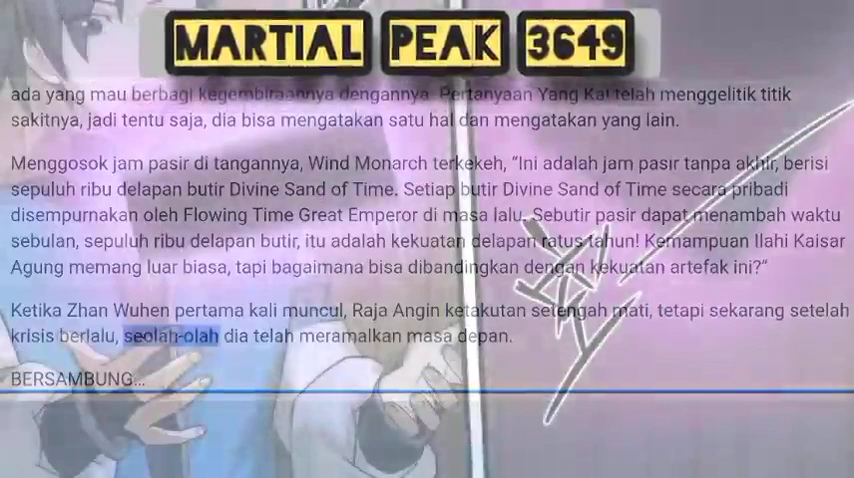 MARTIAL PEAK 3649
ada yang mau berbagi kegembiraannya dengannya. Pertanyaan Yang Kai telah menggelitik titik
sakitnya, jadi tentu saja, dia bisa mengatakan satu hal dan mengatakan yang lain.
Menggosok jam pasir di tangannya, Wind Monarch terkekeh, “Ini adalah jam pasir tanpa akhir, berisi
sepuluh ribu delapan butir Divine Sand of Time. Setiap butir Divine Sand of Time secara pribadi
disempurnakan oleh Flowing Time Great Emperor di masa lalu. Sebutir pasir dapat menambah waktu
sebulan, sepuluh ribu delapan butir, itu adalah kekuatan delapan ratus tahun! Kemampuan Ilahi Kaisar
Agung memang luar biasa, tapi bagaimana bisa dibandingkan dengan kekuatan artefak ini?”
Ketika Zhan Wuhen pertama kali muncul, Raja Angin ketakutan setengah mati, tetapi sekarang setelah
krisis berlalu, seolah-olah dia telah meramalkan masa depan.
BERSAMBUNG...